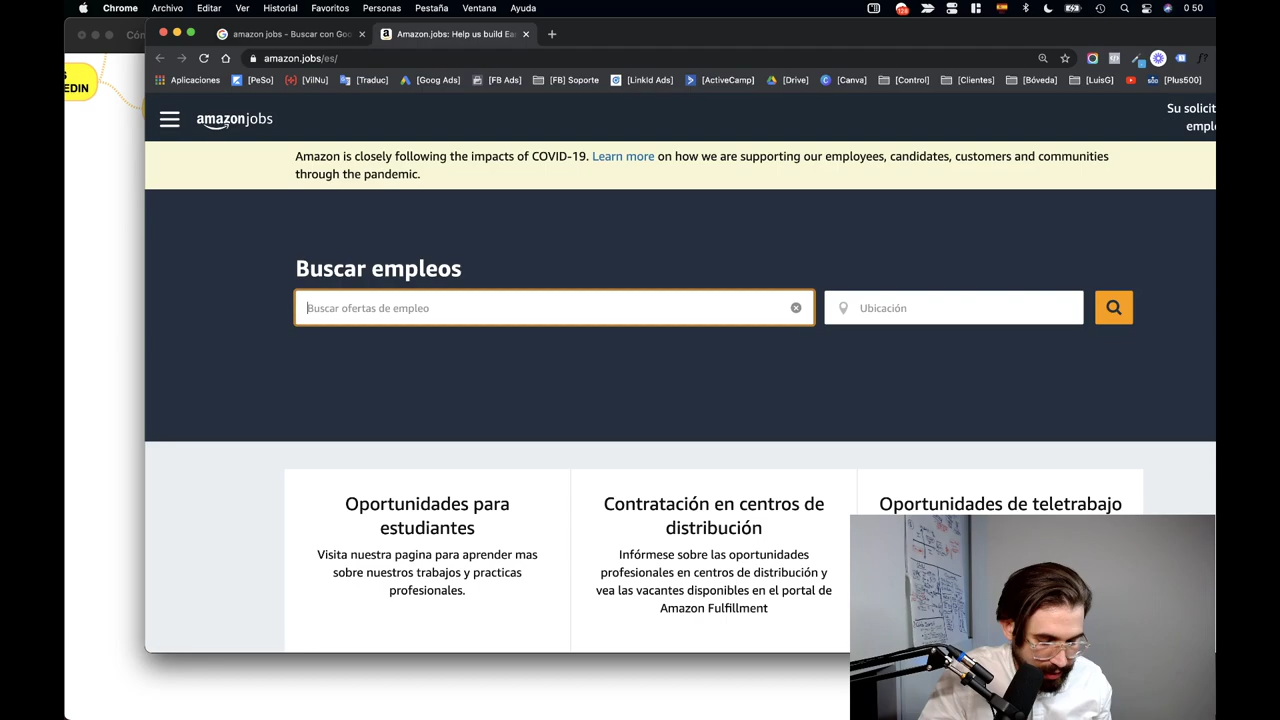 Chrome Archivo Editar Ver Historial Favoritos Personas Pestaña Ventana Ayuda
0 50
amazon jobs - Buscar con Goo
Amazon.jobs: Help us build Ear
Có
amazon.jobs/es/
Aplicaciones [PeSo] [VilNu] [Traduc] [Goog Ads] [FB Ads] [FB] Soporte [LinkId Ads] [ActiveCamp] [Drive] [Canva] [Control] [Clientes] [Bóveda] [LuisG] [Plus500]
S
EDIN
amazon jobs
Su solicit
emple
Amazon is closely following the impacts of COVID-19. Learn more on how we are supporting our employees, candidates, customers and communities
through the pandemic.
Buscar empleos
Buscar ofertas de empleo
Ubicación
Oportunidades para
estudiantes
Visita nuestra pagina para aprender mas
sobre nuestros trabajos y practicas
profesionales.
Contratación en centros de
distribución
Infórmese sobre las oportunidades
profesionales en centros de distribución y
vea las vacantes disponibles en el portal de
Amazon Fulfillment
Oportunidades de teletrabajo